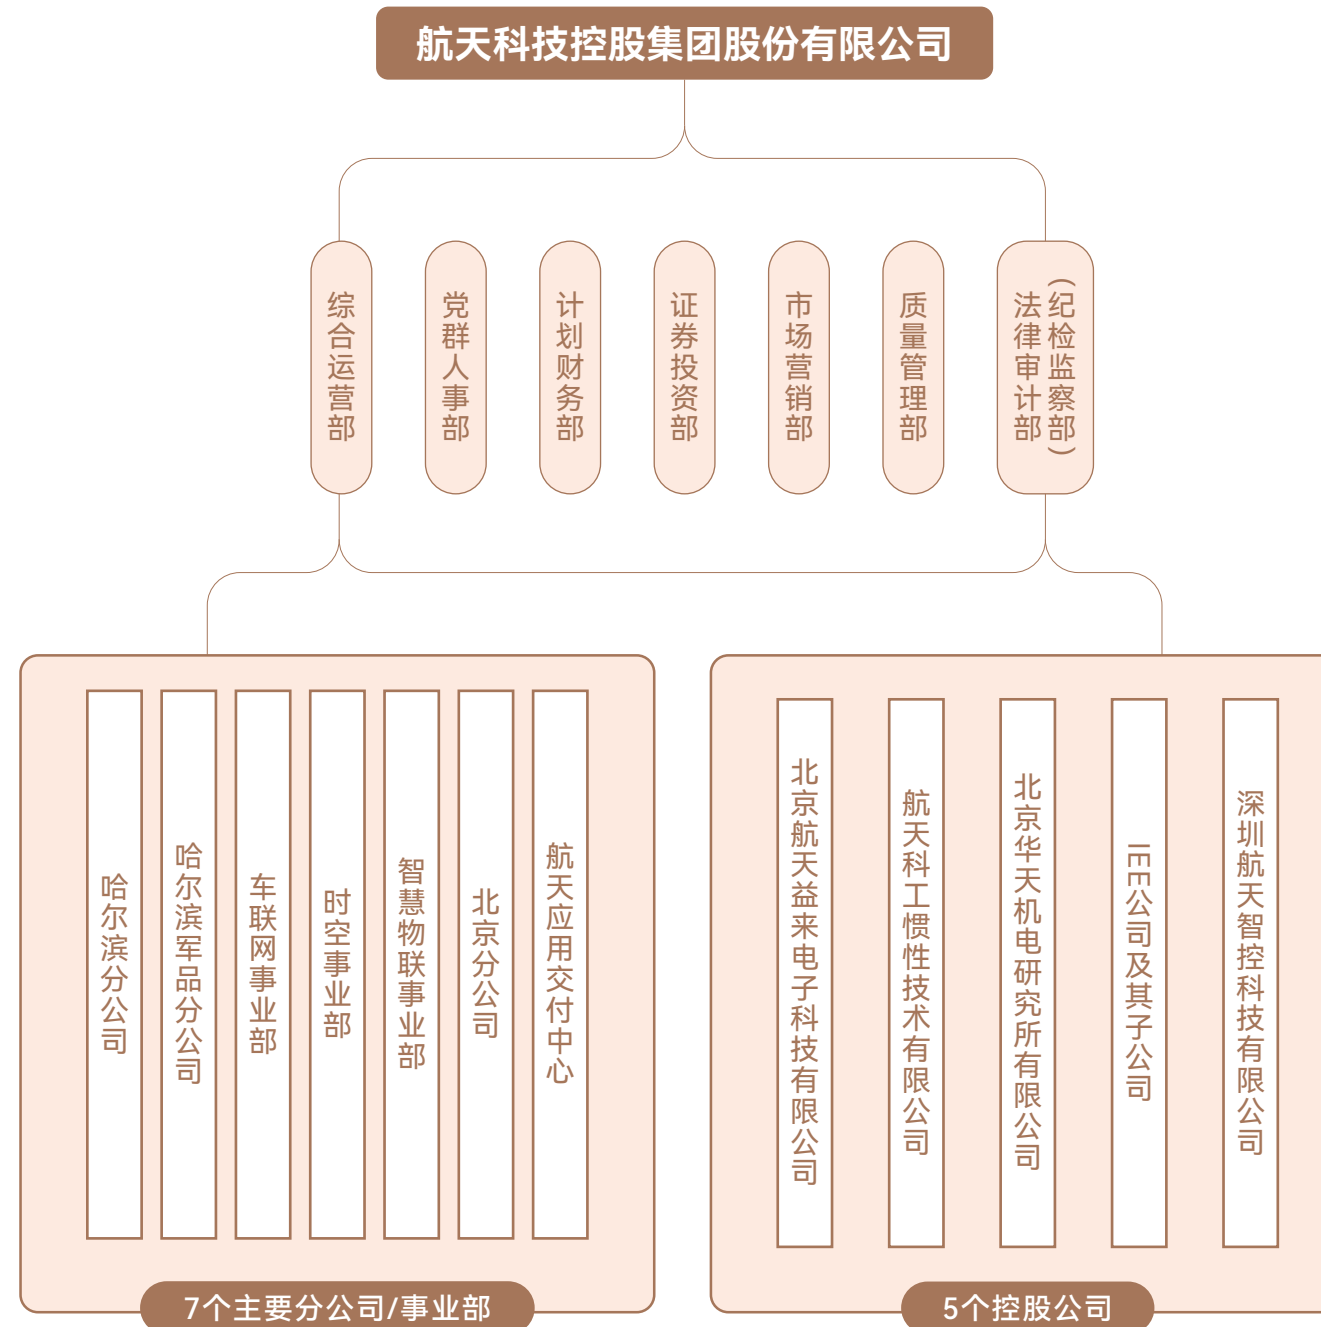 航天科技控股集团股份有限公司
综合运营部
党群人事部
计划财务部
证券投资部
市场营销部
质量管理部
法律审计部
(纪检监察部)
哈尔滨分公司
哈尔滨军品分公司
车联网事业部
时空事业部
智慧物联事业部
北京分公司
航天应用交付中心
7个主要分公司/事业部
北京航天益来电子科技有限公司
航天科工惯性技术有限公司
北京华天机电研究所有限公司
IEE公司及其子公司
深圳航天智控科技有限公司
5个控股公司